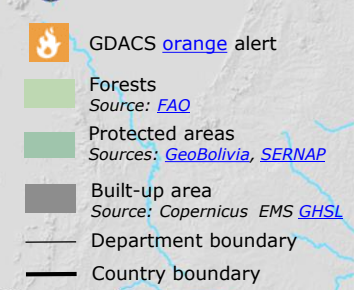 GDACS orange alert
Forests
Source: FAO
Protected areas
Sources: GeoBolivia, SERNAP
Built-up area
Source: Copernicus EMS GHSL
Department boundary
Country boundary